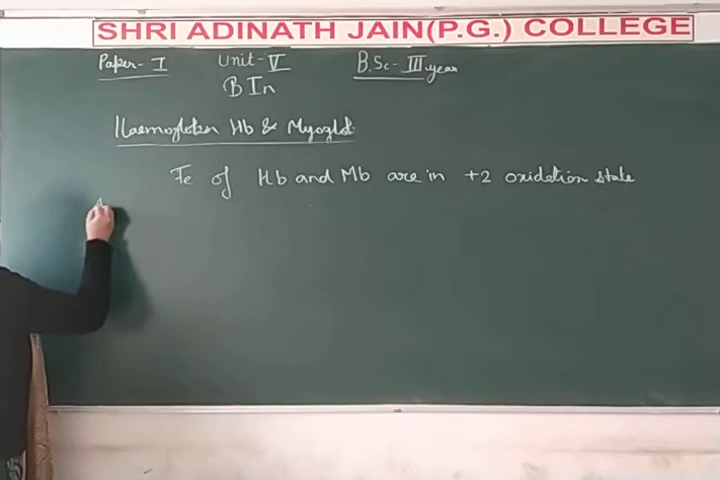 SHRI ADINATH JAIN(P.G.) COLLEGE
Paper- I Unit-V B.Sc- III year
B In
Haemoglobin Hb & Myoglob
Fe of Hb and Mb are in +2 oxidation state